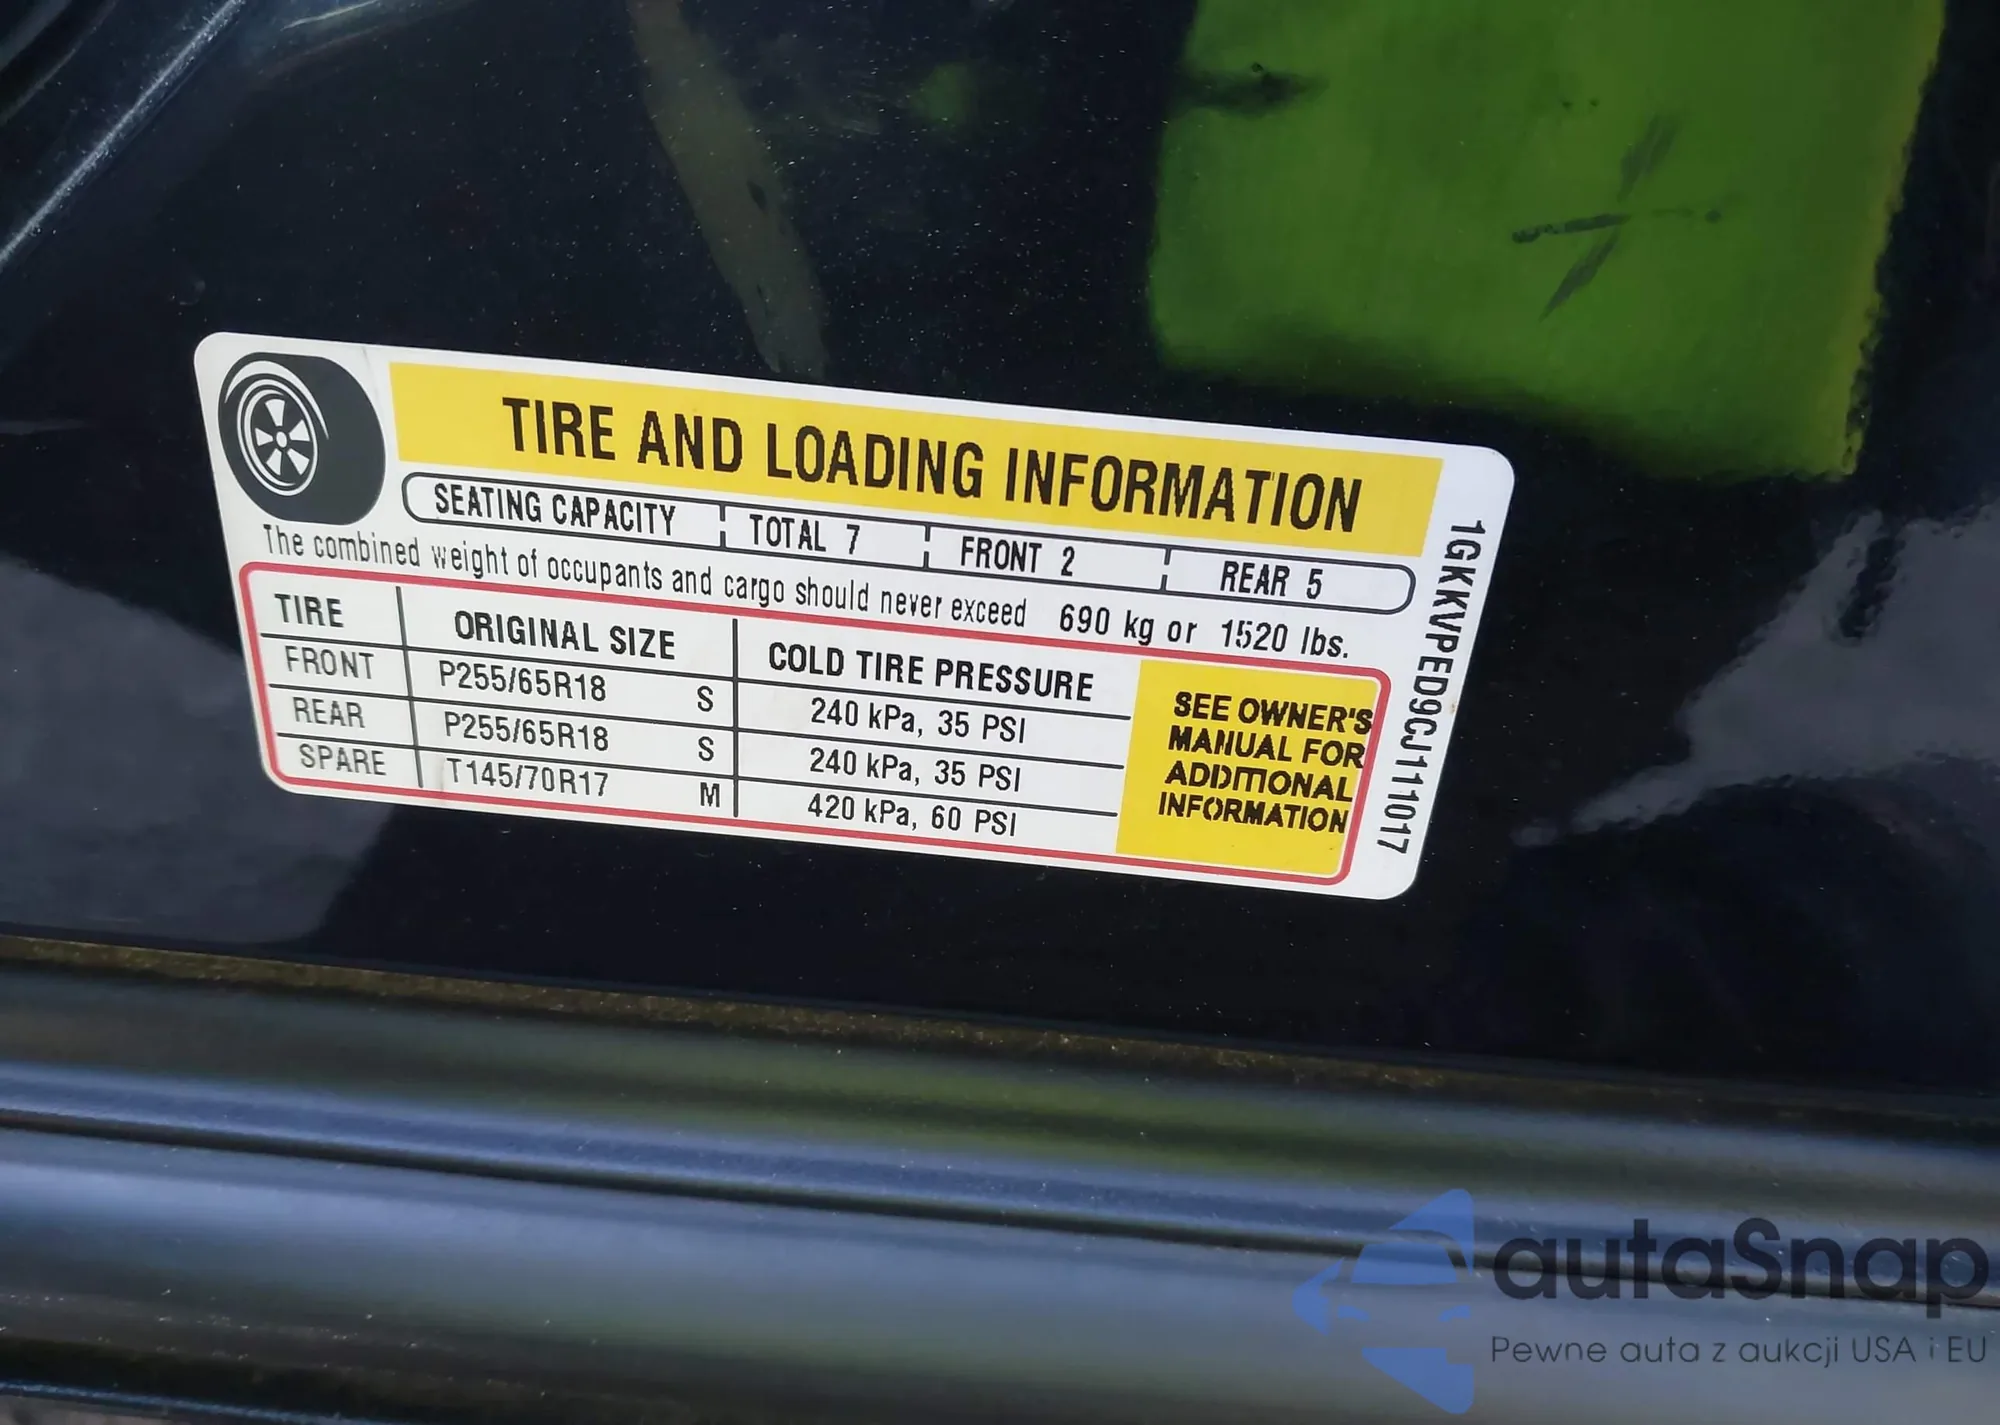 TIRE AND LOADING INFORMATION
SEATING CAPACITY TOTAL 7 FRONT 2 REAR 5
The combined weight of occupants and cargo should never exceed 690 kg or 1520 lbs.
TIRE ORIGINAL SIZE COLD TIRE PRESSURE
FRONT P255/65R18 S 240 kPa, 35 PSI
REAR P255/65R18 S 240 kPa, 35 PSI
SPARE T145/70R17 M 420 kPa, 60 PSI
SEE OWNER'S
MANUAL FOR
ADDITIONAL
INFORMATION
1GKKVPED9CJ111017
autaSnap
Pewne auta z aukcji USA i EU